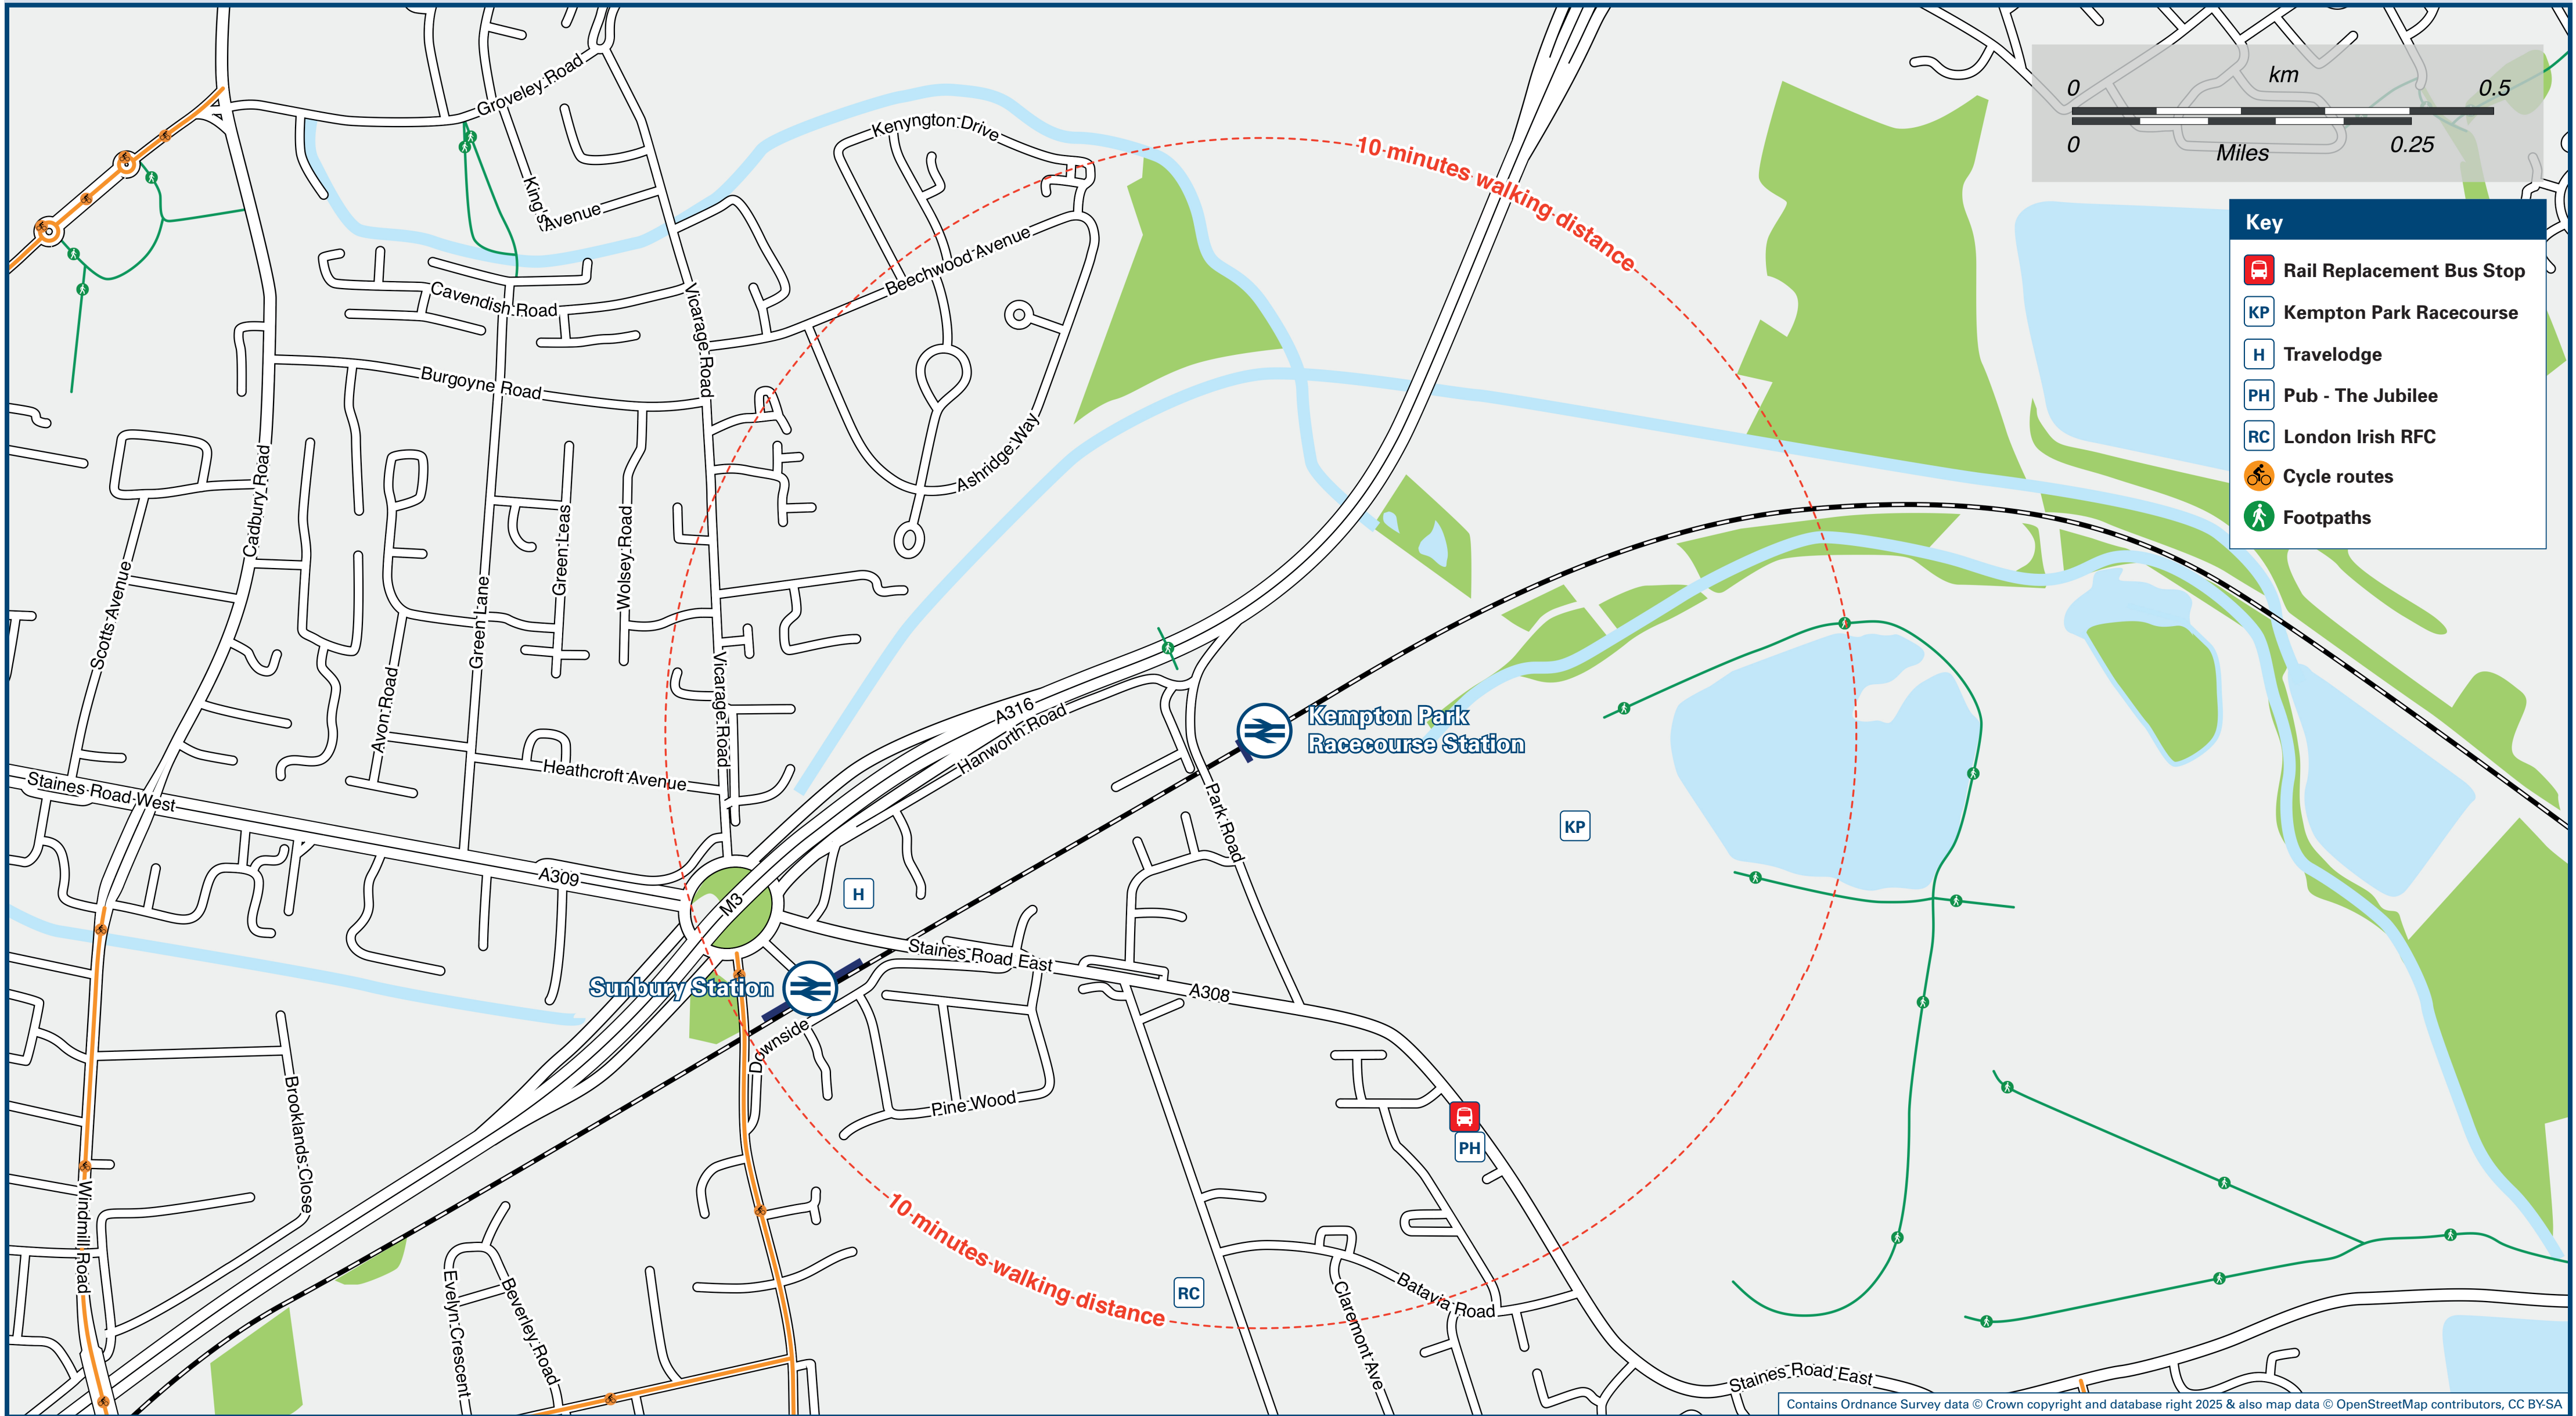 Groveley Road
Kenyngton Drive
10 minutes walking distance
km
0
0.5
0
Miles
0.25
King's
Avenue
Key
Rail Replacement Bus Stop
KP Kempton Park Racecourse
H Travelodge
PH Pub - The Jubilee
RC London Irish RFC
Cycle routes
Footpaths
Beechwood Avenue
Cavendish Road
Vicarage Road
Burgoyne Road
Ashridge Way
Cadbury Road
Green Leas
Wolsey Road
Scotts Avenue
Green Lane
Avon Road
Vicarage Road
A316
Hanworth Road
Kempton Park
Racecourse Station
Heathcroft Avenue
Staines Road West
Park Road
KP
A309
M3
H
Staines Road East
Sunbury Station
A308
Downside
Pine Wood
Brooklands Close
PH
Windmill Road
10 minutes walking distance
RC
Evelyn Crescent
Beverley Road
Batavia Road
Claremont Ave
Staines Road East
Contains Ordnance Survey data © Crown copyright and database right 2025 & also map data © OpenStreetMap contributors, CC BY-SA